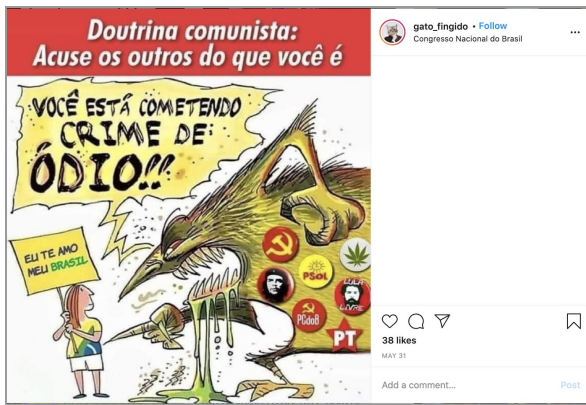 Doutrina comunista:
Acuse os outros do que você é
VOCÊ ESTÁ COMETENDO
CRIME DE:
ÓDIO!!
EU TE AMO
MEU BRASIL
PSOL
LULA
LIVRE
PCdoB
PT
gato_fingido • Follow
Congresso Nacional do Brasil
38 likes
MAY 31
Add a comment...
Post